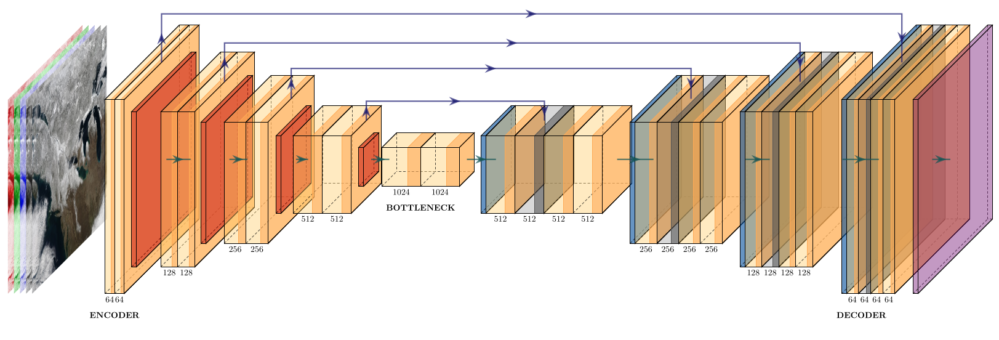 1024 1024
BOTTLENECK
512 512
512 512 512 512
256 256
256 256 256 256
128 128
128 128 128 128
64 64
64 64 64 64
ENCODER
DECODER